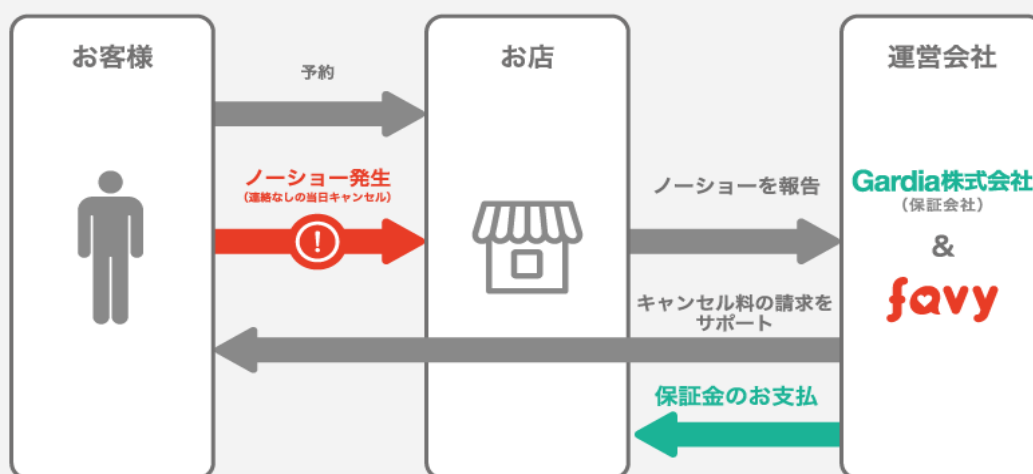 お客様
お店
運営会社
予約
ノーショー発生
(連絡なしの当日キャンセル)
!
ノーショーを報告
Gardia株式会社
(保証会社)
&
favy
キャンセル料の請求を
サポート
保証金のお支払